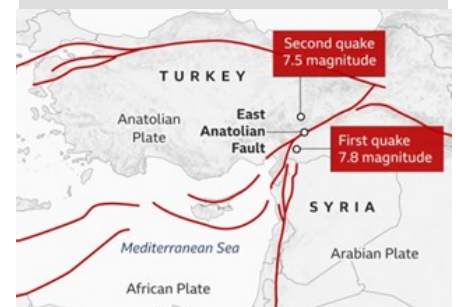 Second quake
7.5 magnitude
TURKEY
Anatolian
Plate
East
Anatolian
Fault
First quake
7.8 magnitude
SYRIA
Mediterranean Sea
Arabian Plate
African Plate